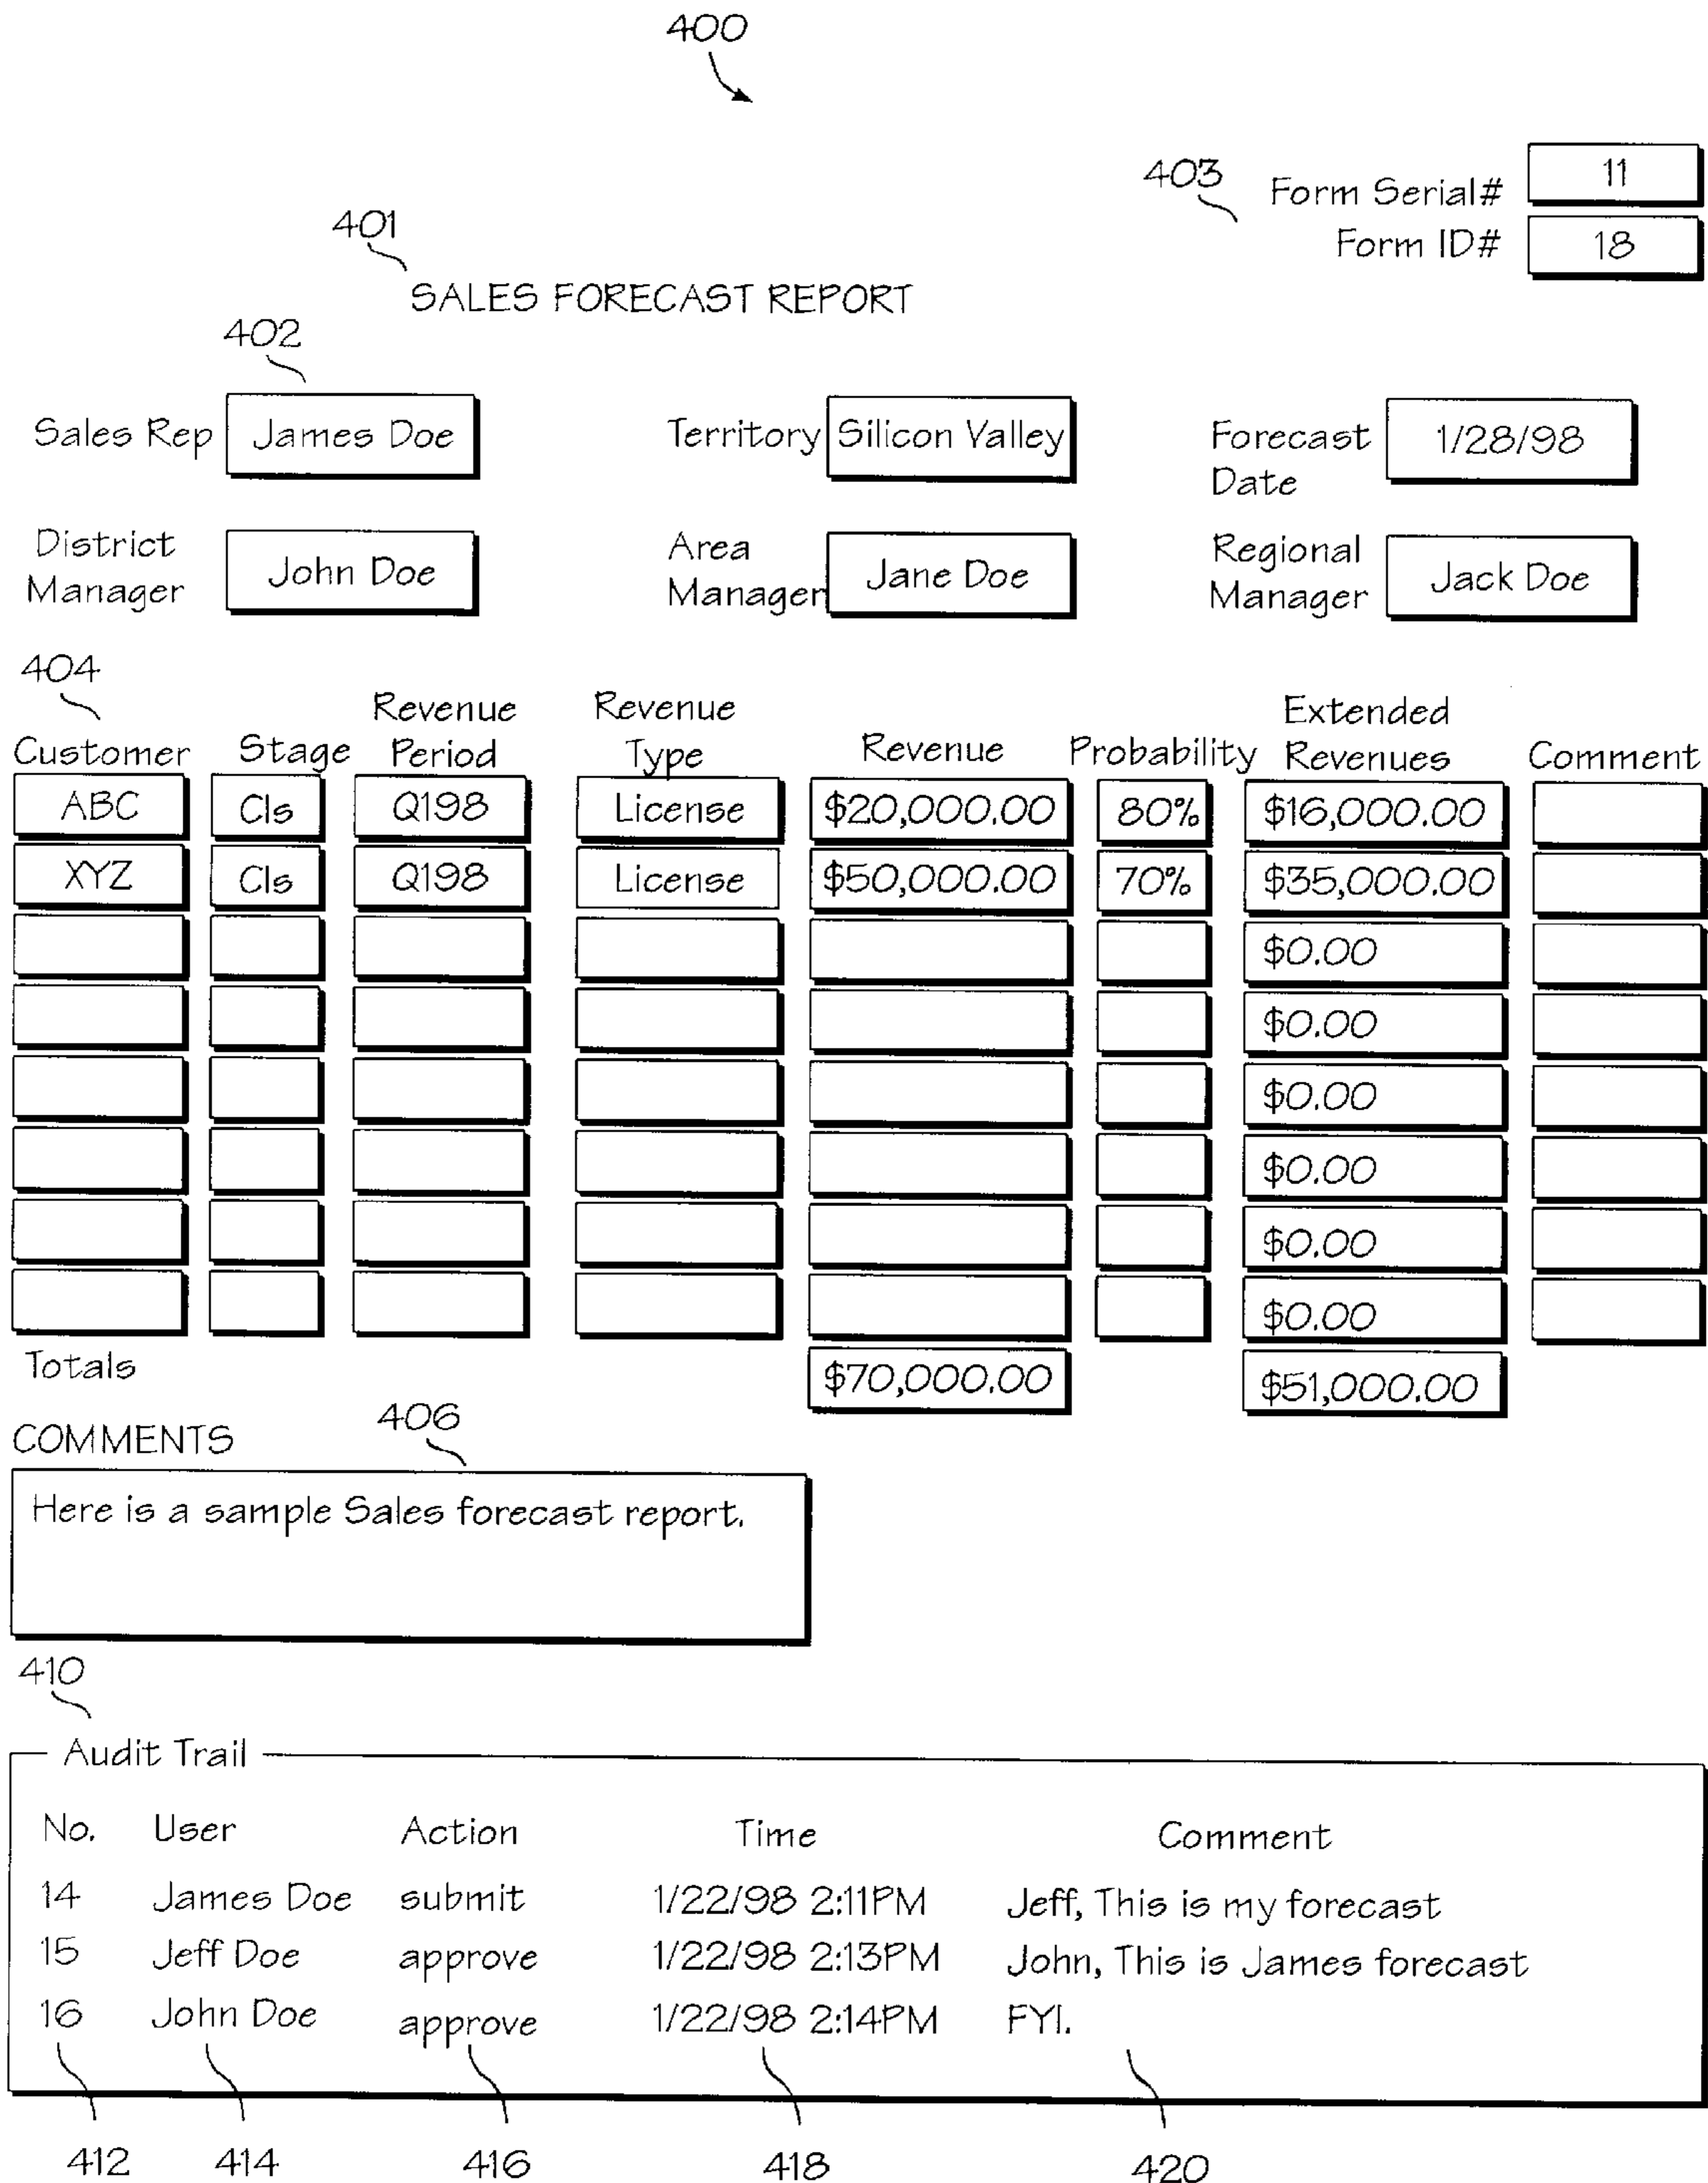 400
403 Form Serial# 11
Form ID# 18
401
SALES FORECAST REPORT
402
Sales Rep James Doe Territory Silicon Valley Forecast Date 1/28/98
District Manager John Doe Area Manager Jane Doe Regional Manager Jack Doe
404
Customer Stage Revenue Period Revenue Type Revenue Probability Extended Revenues Comment
ABC Cls Q198 License $20,000.00 80% $16,000.00
XYZ Cls Q198 License $50,000.00 70% $35,000.00
$0.00
$0.00
$0.00
$0.00
$0.00
$0.00
Totals $70,000.00 $51,000.00
COMMENTS 406
Here is a sample Sales forecast report.
410
Audit Trail
No. User Action Time Comment
14 James Doe submit 1/22/98 2:11PM Jeff, This is my forecast
15 Jeff Doe approve 1/22/98 2:13PM John, This is James forecast
16 John Doe approve 1/22/98 2:14PM FYI.
412 414 416 418 420